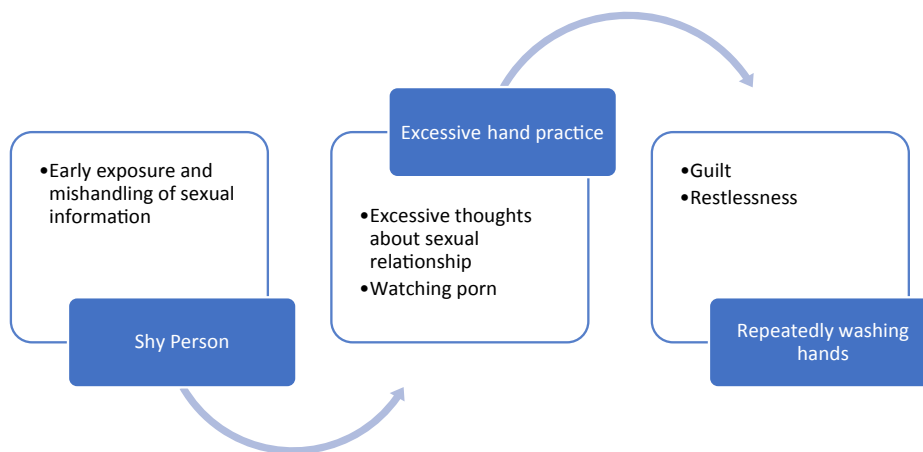 •Early exposure and
mishandling of sexual
information
Shy Person
Excessive hand practice
•Excessive thoughts
about sexual
relationship
•Watching porn
•Guilt
•Restlessness
Repeatedly washing
hands